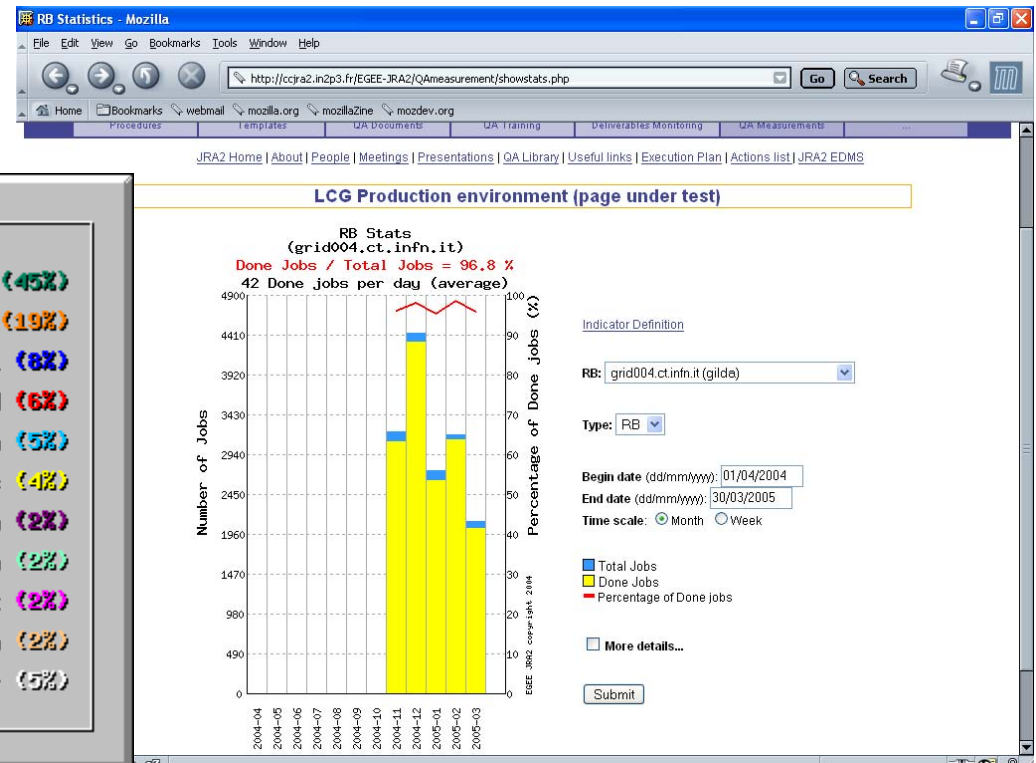 RB Statistics - Mozilla
File Edit View Go Bookmarks Tools Window Help
http://ccjra2.in2p3.fr/EGEE-JRA2/QAmeasurement/showstats.php
Go
Search
Home Bookmarks webmail mozilla.org mozillaZine mozdev.org
Procedures Templates QA Documents QA Training Deliverables Monitoring QA Measurements ...
JRA2 Home | About | People | Meetings | Presentations | QA Library | Useful links | Execution Plan | Actions list | JRA2 EDMS
LCG Production environment (page under test)
RB Stats
(grid004.ct.infn.it)
Done Jobs / Total Jobs = 96.8 %
42 Done jobs per day (average)
Number of Jobs
4900
4410
3920
3430
2940
2450
1960
1470
980
490
0
100
90
80
70
60
50
40
30
20
10
0
Percentage of Done jobs (%)
EGEE JRA2 copyright 2004
2004-04
2004-05
2004-06
2004-07
2004-08
2004-09
2004-10
2004-11
2004-12
2005-01
2005-02
2005-03
Indicator Definition
RB: grid004.ct.infn.it (gilda)
Type: RB
Begin date (dd/mm/yyyy): 01/04/2004
End date (dd/mm/yyyy): 30/03/2005
Time scale: Month Week
Total Jobs
Done Jobs
Percentage of Done jobs
More details...
Submit
(45%)
(19%)
(8%)
(6%)
(5%)
(4%)
(2%)
(2%)
(2%)
(2%)
(5%)